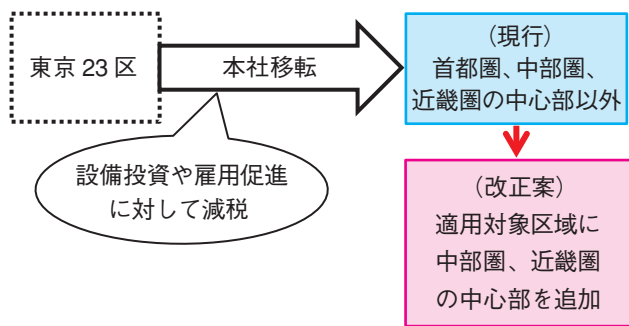 東京 23 区
本社移転
（現行）
首都圏、中部圏、
近畿圏の中心部以外
設備投資や雇用促進
に対して減税
（改正案）
適用対象区域に
中部圏、近畿圏
の中心部を追加